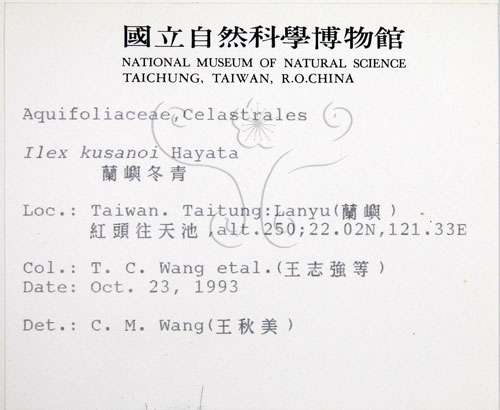 國立自然科學博物館
NATIONAL MUSEUM OF NATURAL SCIENCE
TAICHUNG, TAIWAN, R.O.CHINA
Aquifoliaceae,Celastrales
Ilex kusanoi Hayata
蘭嶼冬青
Loc.: Taiwan. Taitung:Lanyu(蘭嶼)
紅頭往天池,alt.250;22.02N,121.33E
Col.: T. C. Wang etal.(王志強等)
Date: Oct. 23, 1993
Det.: C. M. Wang(王秋美)